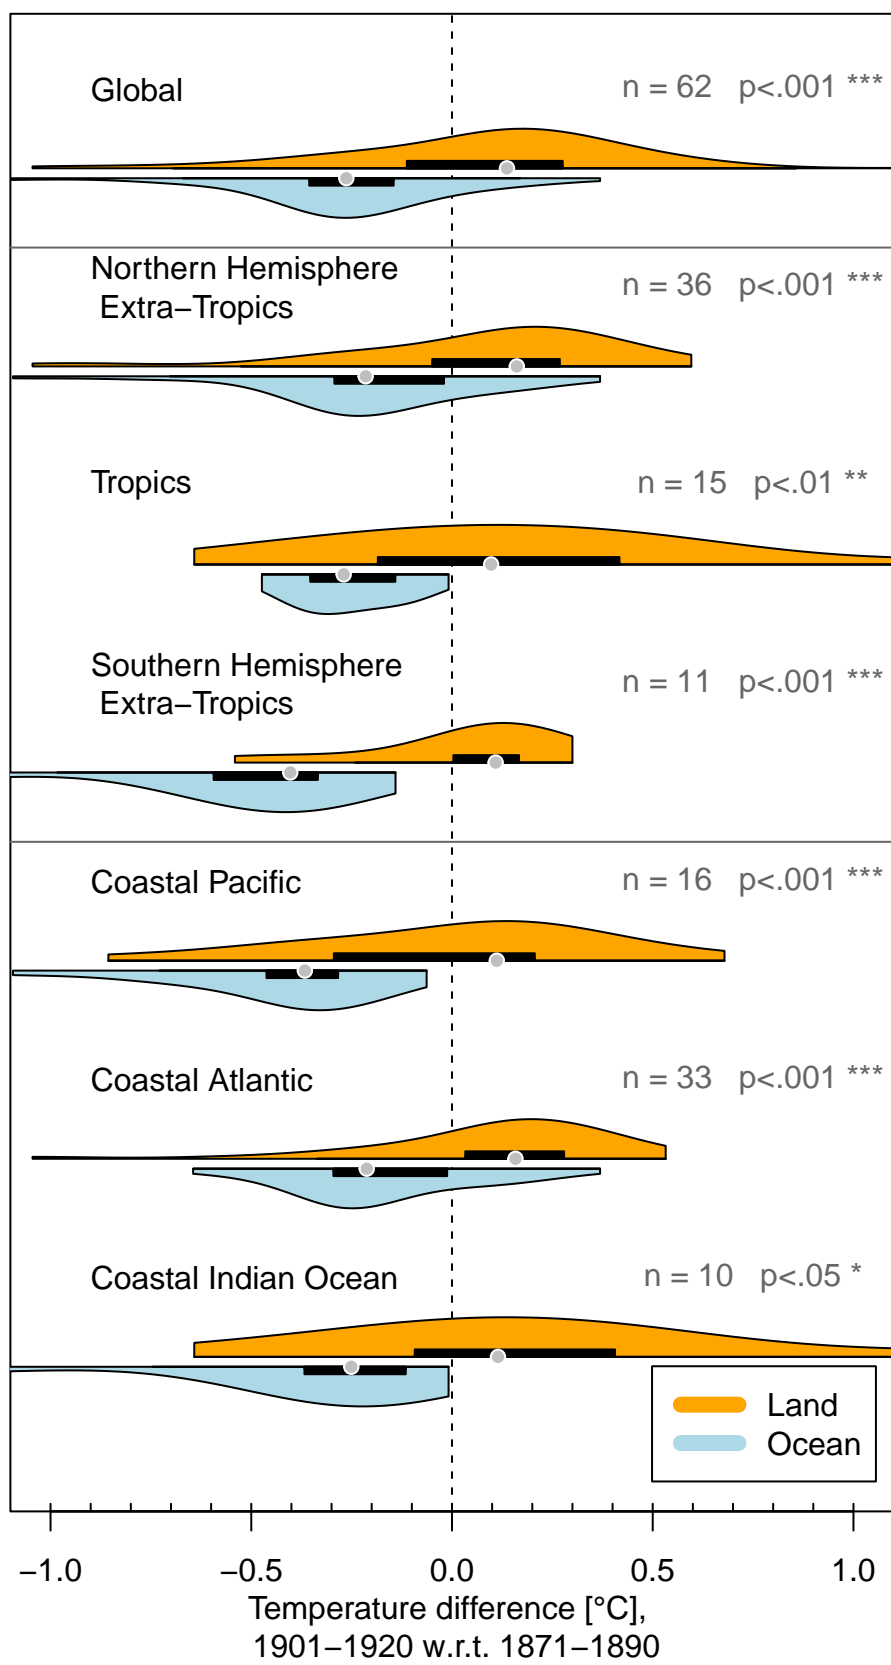 Global n = 62 p<.001 ***
Northern Hemisphere
Extra−Tropics n = 36 p<.001 ***
Tropics n = 15 p<.01 **
Southern Hemisphere
Extra−Tropics n = 11 p<.001 ***
Coastal Pacific n = 16 p<.001 ***
Coastal Atlantic n = 33 p<.001 ***
Coastal Indian Ocean n = 10 p<.05 *
Land
Ocean
−1.0 −0.5 0.0 0.5 1.0
Temperature difference [°C],
1901−1920 w.r.t. 1871−1890